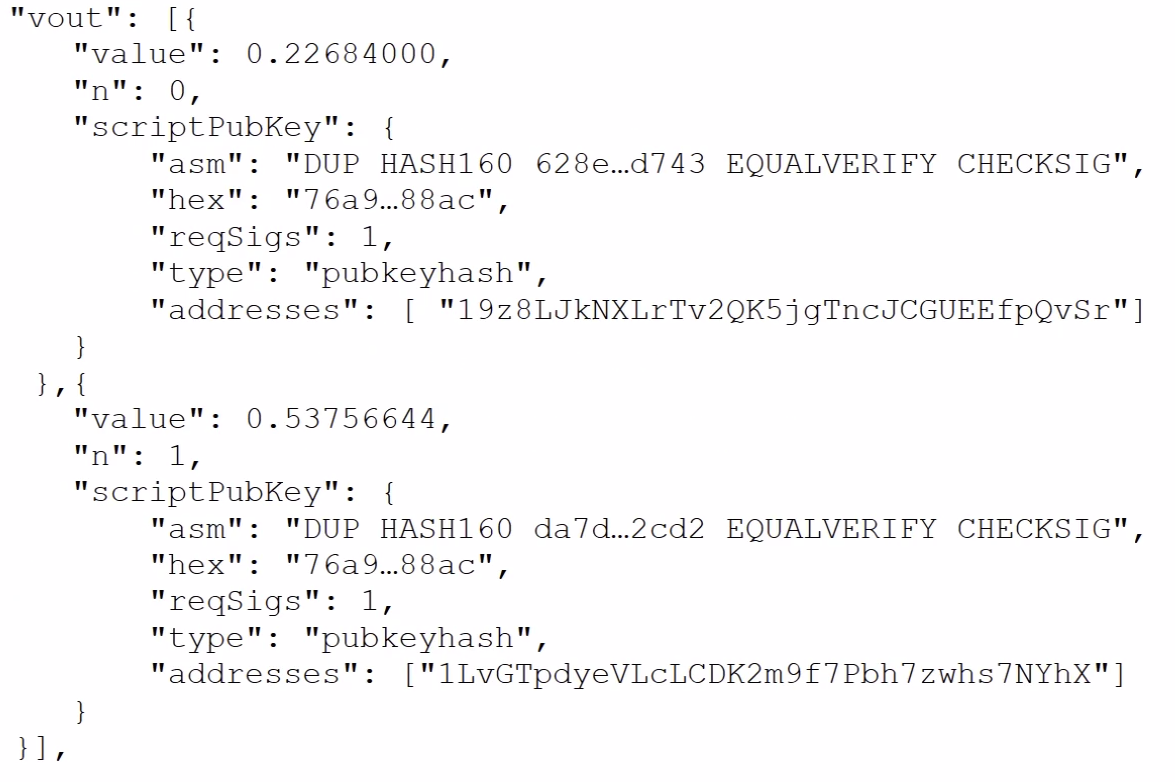 "vout": [{
"value": 0.22684000,
"n": 0,
"scriptPubKey": {
"asm": "DUP HASH160 628e…d743 EQUALVERIFY CHECKSIG",
"hex": "76a9…88ac",
"reqSigs": 1,
"type": "pubkeyhash",
"addresses": [ "19z8LJkNXLrTv2QK5jgTncJCGUEEfpQvSr"]
}
},{
"value": 0.53756644,
"n": 1,
"scriptPubKey": {
"asm": "DUP HASH160 da7d…2cd2 EQUALVERIFY CHECKSIG",
"hex": "76a9…88ac",
"reqSigs": 1,
"type": "pubkeyhash",
"addresses": ["1LvGTpdyeVLcLCDK2m9f7Pbh7zwhs7NYhX"]
}
}],